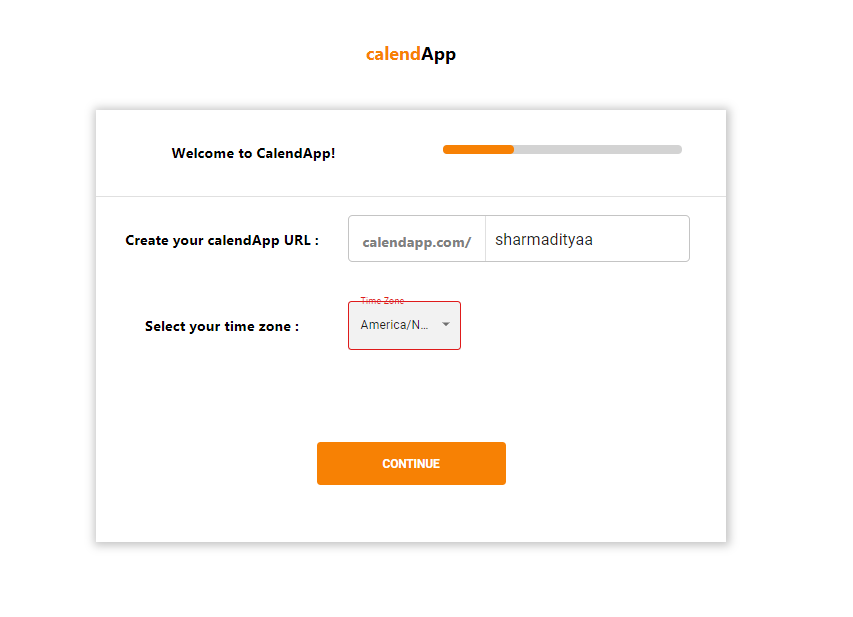 calendApp
Welcome to CalendApp!
Create your calendApp URL :
calendapp.com/ sharmadityaa
Time Zone
Select your time zone :
America/N...
CONTINUE